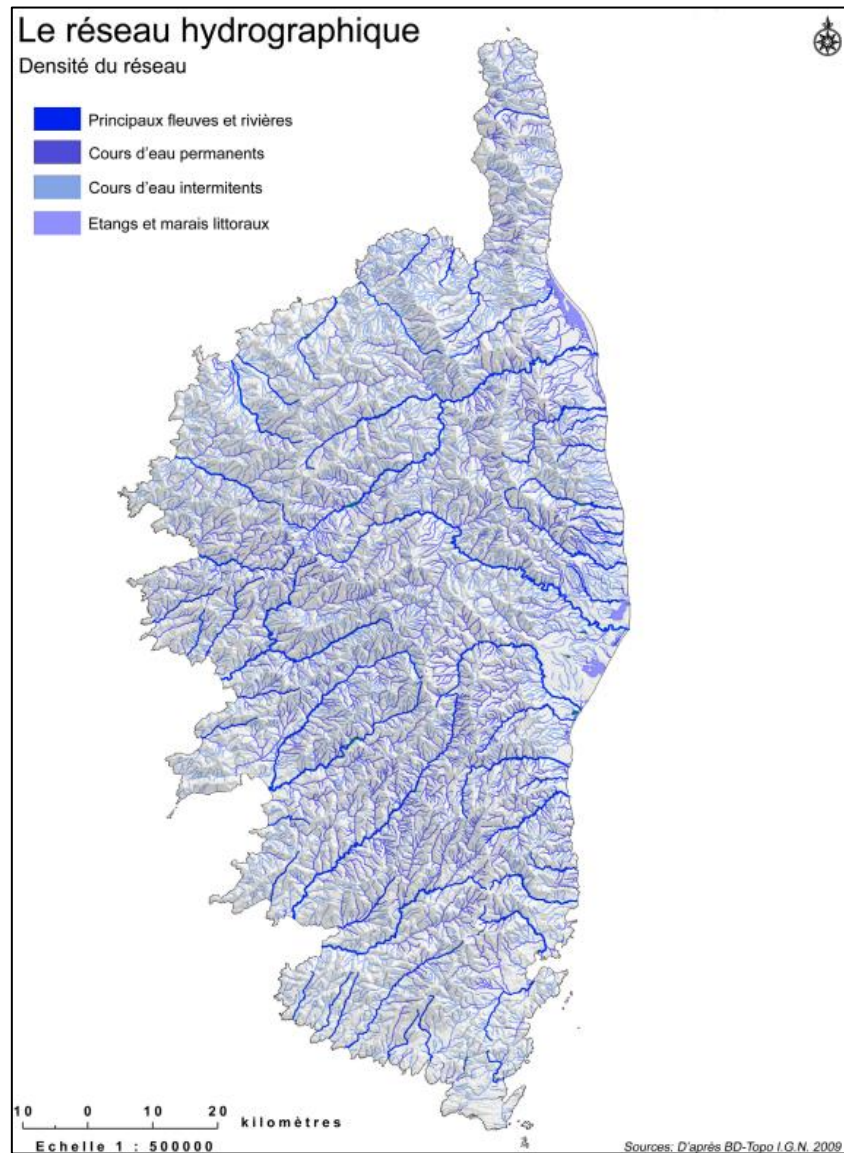 Le réseau hydrographique
Densité du réseau
Principaux fleuves et rivières
Cours d'eau permanents
Cours d'eau intermitents
Etangs et marais littoraux
10 0 10 20
kilomètres
Echelle 1 : 500000
Sources: D'après BD-Topo I.G.N. 2009